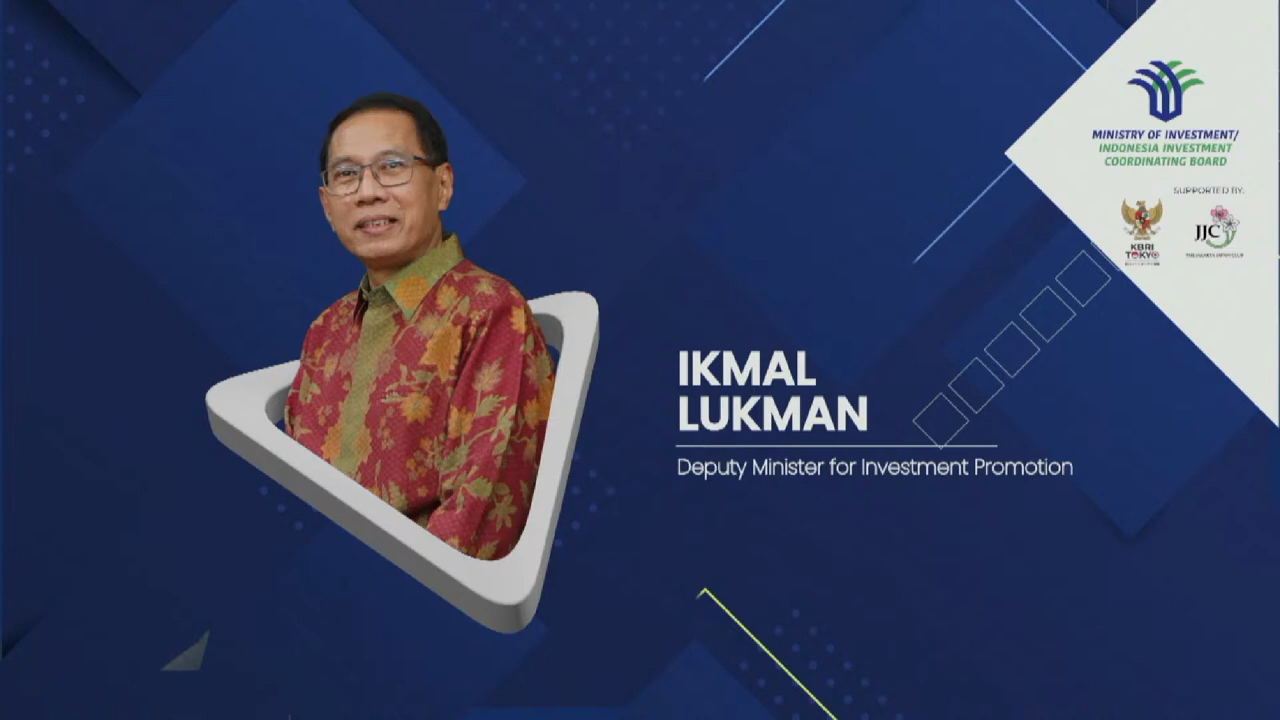 MINISTRY OF INVESTMENT/
INDONESIA INVESTMENT
COORDINATING BOARD
SUPPORTED BY:
KBRI
TOKYO
JJC
IKMAL
LUKMAN
Deputy Minister for Investment Promotion